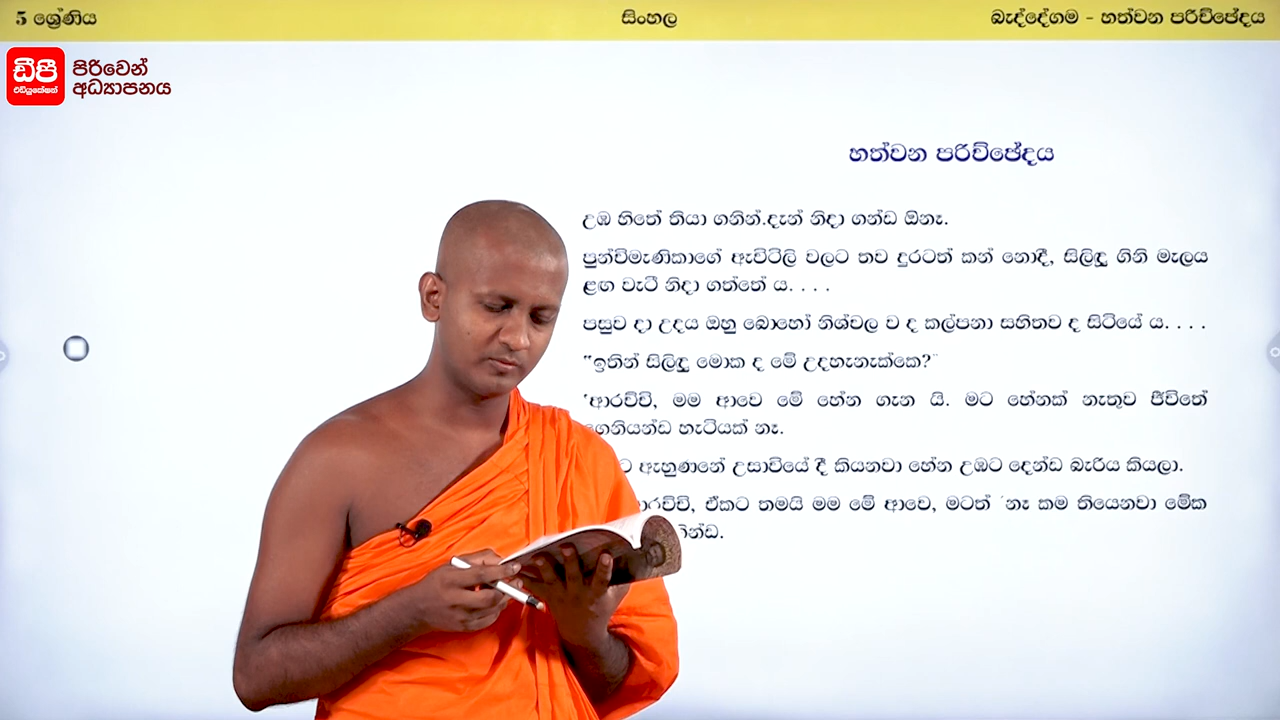 5 ශ්‍රේණිය
සිංහල
බැද්දේගම - හත්වන පරිච්ඡේදය
ඩීපී
එඩියුකේෂන්
පිරිවෙන්
අධ්‍යාපනය
හත්වන පරිච්ඡේදය
උඹ හිතේ තියා ගනින්.දැන් නිදා ගන්ඩ ඕනෑ.
පුන්චිමැණිකාගේ ඇවිටිලි වලට තව දුරටත් කන් නොදී, සිලිඳු ගිනි මැලය
ළඟ වැටී නිදා ගත්තේ ය. . . .
පසුව දා උදය ඔහු බොහෝ නිශ්චල ව ද කල්පනා සහිතව ද සිටියේ ය. . . .
"ඉතින් සිලිඳු මොක ද මේ උදහැනැක්කෙ?"
'ආරච්චි, මම ආවෙ මේ හේන ගැන යි. මට හේනක් නැතුව ජීවිතේ
ගෙනියන්ඩ හැටියක් නෑ.
ඇහුණනේ උසාවියේ දී කියනවා හේන උඹට දෙන්ඩ බැරිය කියලා.
ඒකට තමයි මම මේ ආවෙ, මටත් 'නෑ කම තියෙනවා මේක